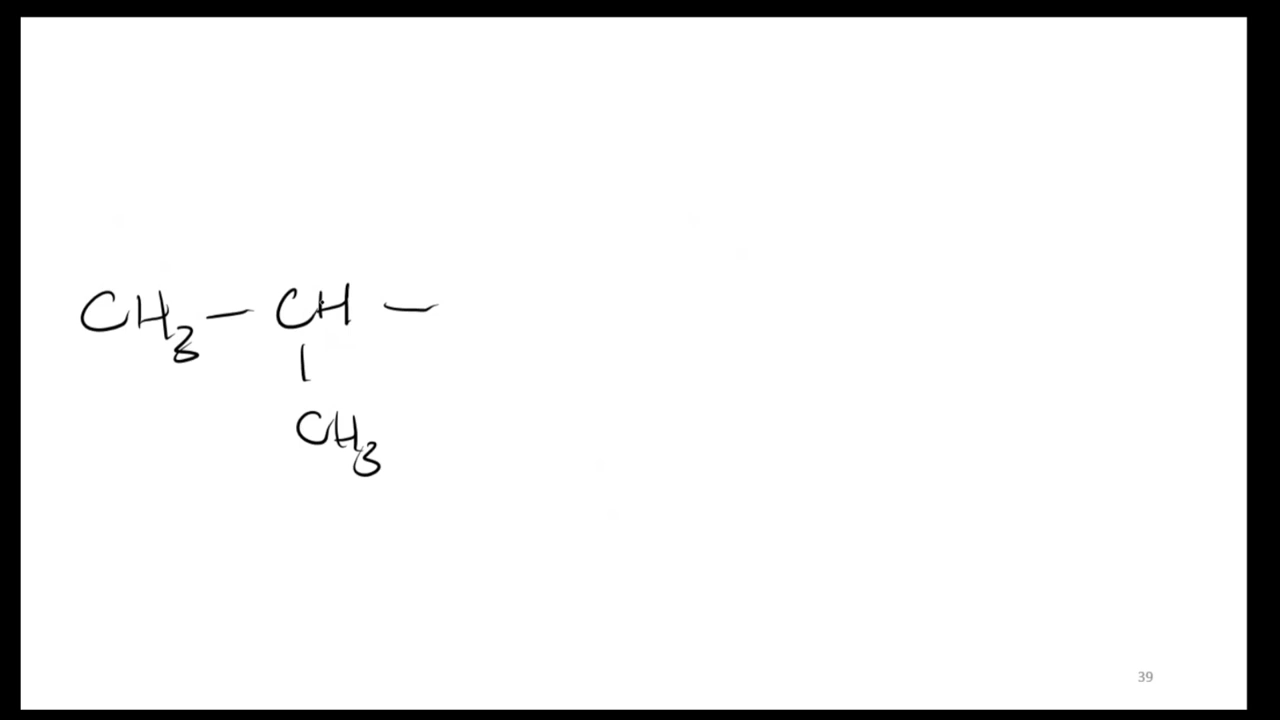 CH₃ — CH —
|
CH₃
39